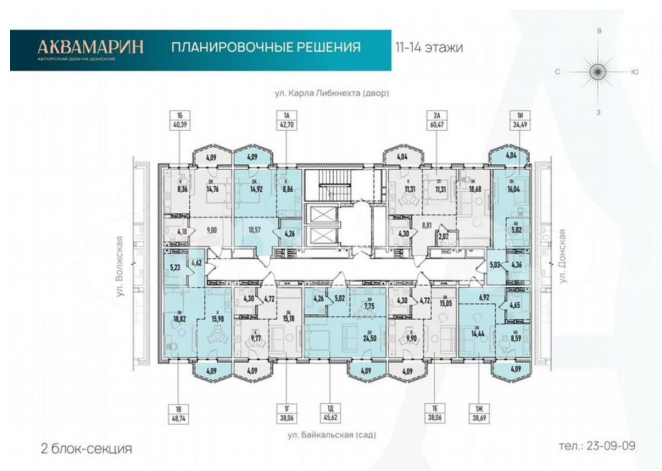 АКВАМАРИН
АВТОРСКИЙ ДОМ НА ДОНСКОЙ
ПЛАНИРОВОЧНЫЕ РЕШЕНИЯ
11-14 этажи
В
С Ю
З
ул. Карла Либкнехта (двор)
1Б 1А 2А 1И
40,39 42,70 60,47 34,49
4,09 4,09 4,04 4,04
8,36 14,76 14,92 8,86 11,31 11,31 18,68 16,04
4,18 9,00 10,57 4,26 4,30 8,81 2,02 5,02
ул. Волжская
ул. Донская
5,23 4,62 5,03 4,36
4,30 4,72 4,26 5,02 7,75 4,30 4,72 15,05 6,92 4,65
18,82 15,98 9,77 15,18 24,50 9,90 14,44 8,59
4,09 4,09 4,09 4,09 4,09
1В 1Г 1Д 1Е 1Ж
48,74 38,06 45,62 38,06 38,69
ул. Байкальская (сад)
2 блок-секция
тел.: 23-09-09